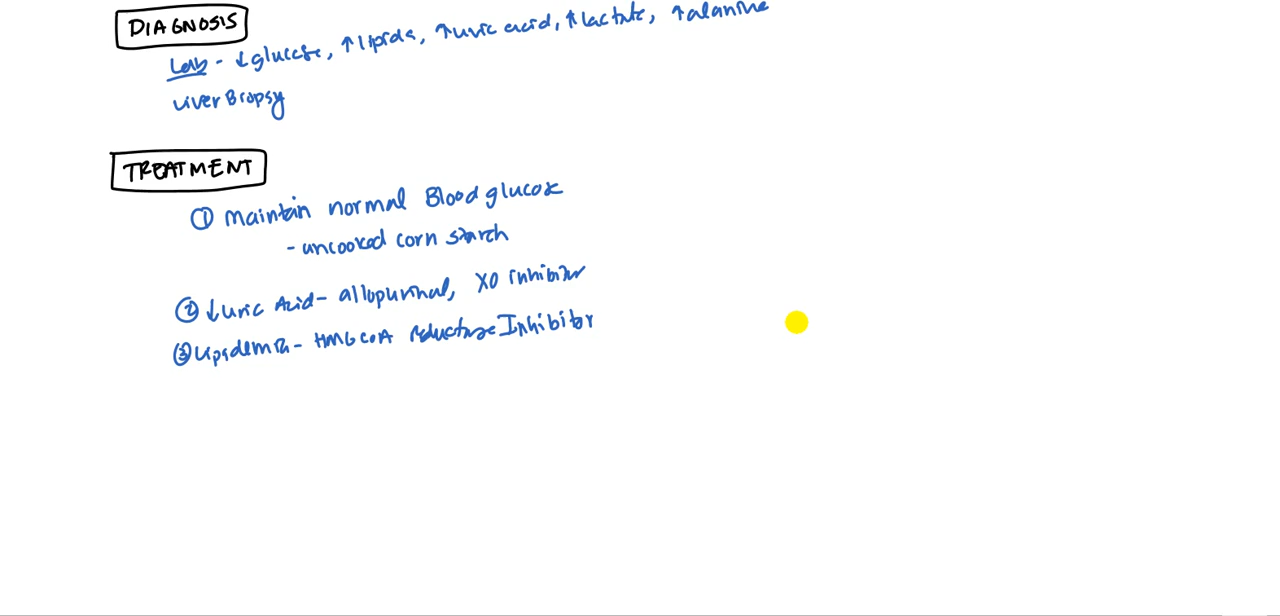 DIAGNOSIS
Lab - ↓glucose, ↑lipids, ↑uric acid, ↑lactate, ↑alanine
Liver Biopsy
TREATMENT
① Maintain normal Blood glucose
- uncooked corn starch
② ↓uric Acid - allopurinal, XO inhibitor
③ Lipidemia - HMG CoA reductase Inhibitor